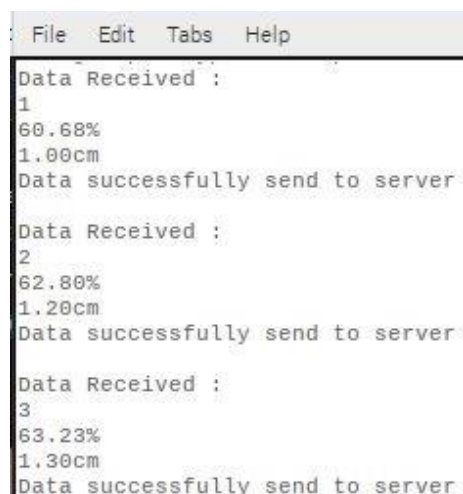 File Edit Tabs Help
Data Received :
1
60.68%
1.00cm
Data successfully send to server
Data Received :
2
62.80%
1.20cm
Data successfully send to server
Data Received :
3
63.23%
1.30cm
Data successfully send to server